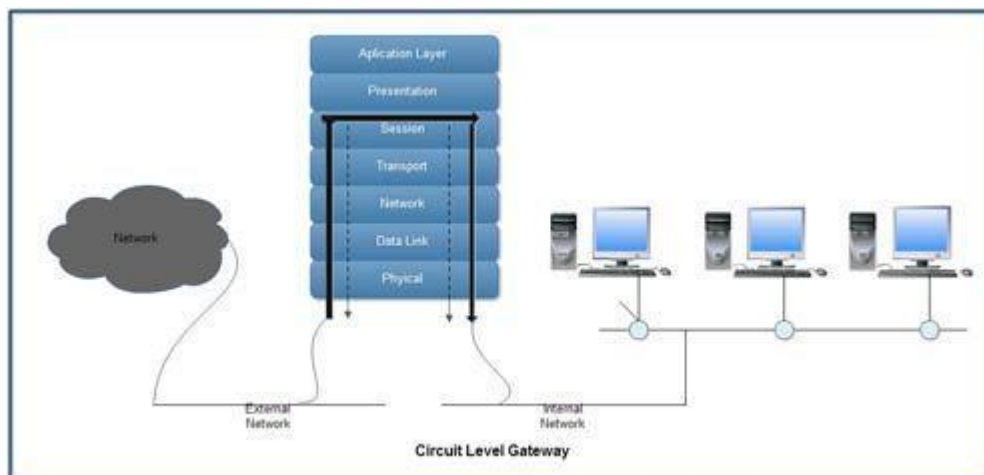 Aplication Layer
Presentation
Session
Transport
Network
Data Link
Phyical
Network
External
Network
Internal
Network
Circuit Level Gateway